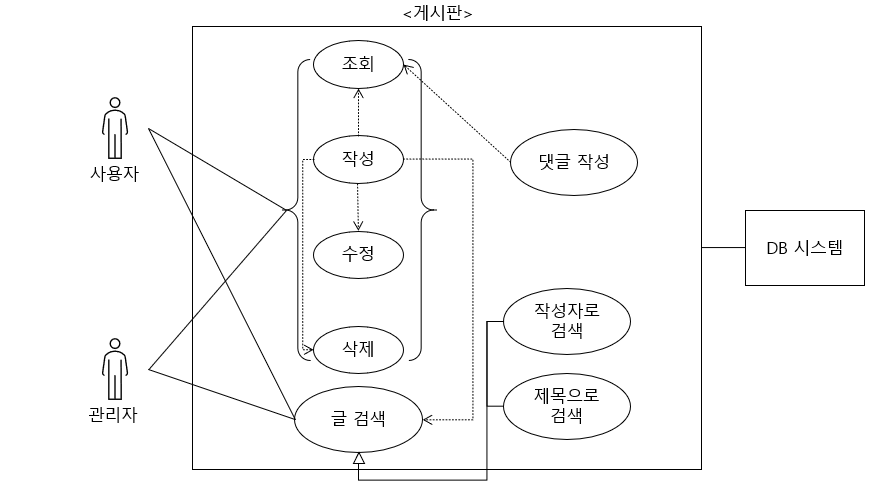 <게시판>
조회
작성
댓글 작성
사용자
수정
DB 시스템
작성자로
검색
삭제
제목으로
검색
관리자
글 검색